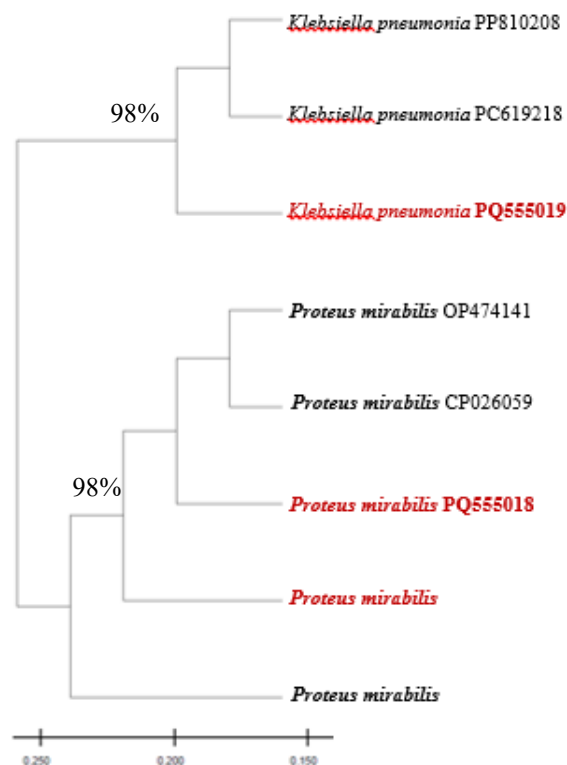 Klebsiella pneumonia PP810208
98%
Klebsiella pneumonia PC619218
Klebsiella pneumonia PQ555019
Proteus mirabilis OP474141
Proteus mirabilis CP026059
98%
Proteus mirabilis PQ555018
Proteus mirabilis
Proteus mirabilis
0.250 0.200 0.150